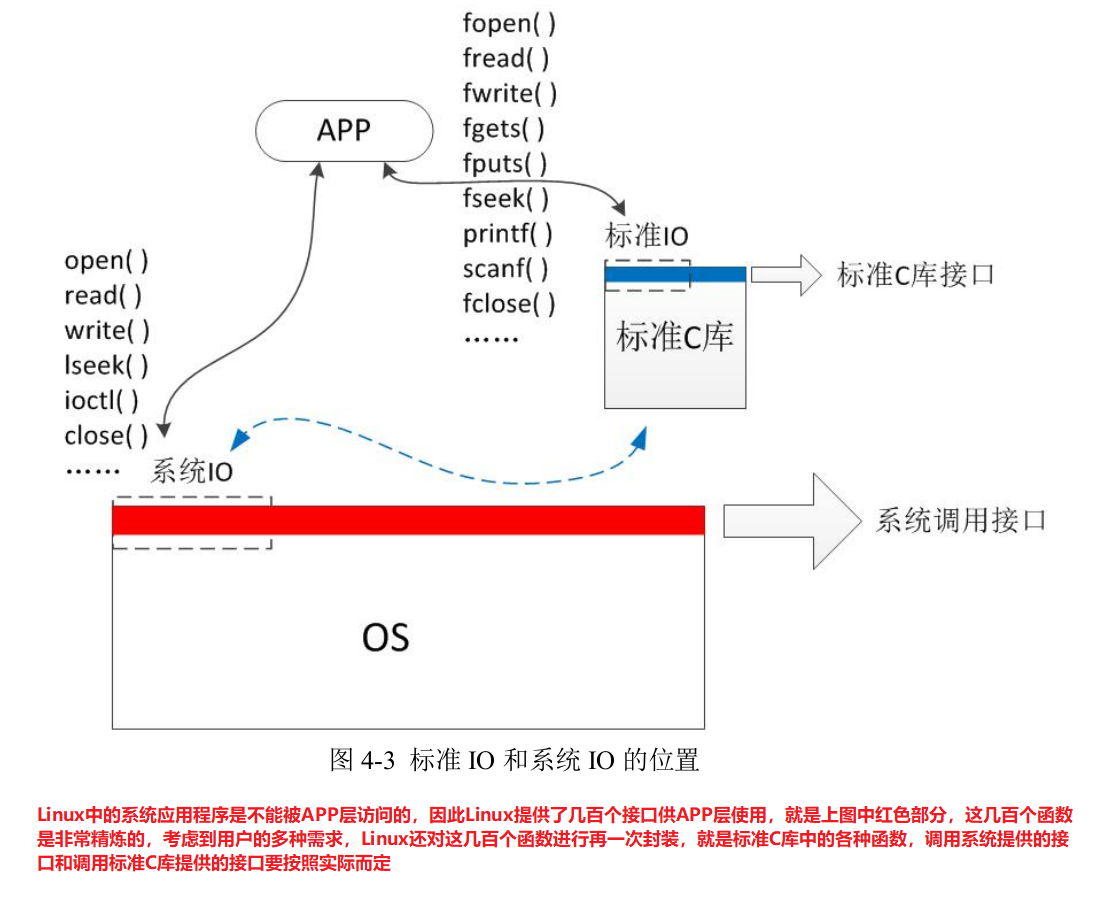 fopen( )
fread( )
fwrite( )
fgets( )
fputs( )
fseek( )
printf( )
scanf( )
fclose( )
……
APP
标准IO
标准C库接口
标准C库
open( )
read( )
write( )
lseek( )
ioctl( )
close( )
……
系统IO
系统调用接口
OS
图 4-3 标准 IO 和系统 IO 的位置
Linux中的系统应用程序是不能被APP层访问的，因此Linux提供了几百个接口供APP层使用，就是上图中红色部分，这几百个函数
是非常精炼的，考虑到用户的多种需求，Linux还对这几百个函数进行再一次封装，就是标准C库中的各种函数，调用系统提供的接
口和调用标准C库提供的接口要按照实际而定